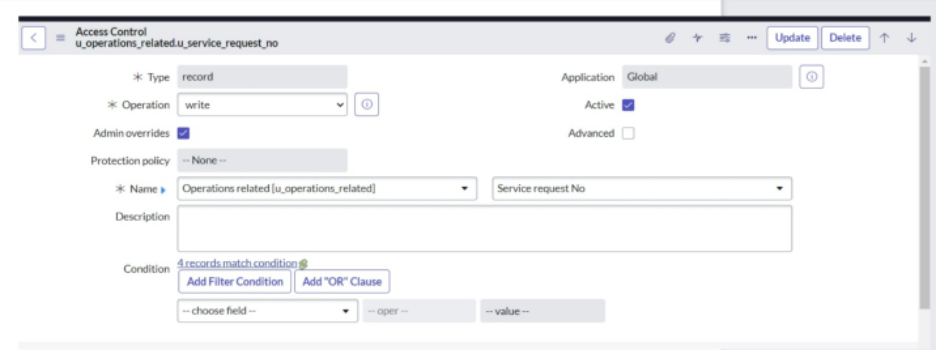 Access Control
u_operations_related.u_service_request_no
Update Delete
* Type record Application Global
* Operation write Active
Admin overrides Advanced
Protection policy -- None --
* Name Operations related [u_operations_related] Service request No
Description
Condition 4 records match condition
Add Filter Condition Add "OR" Clause
-- choose field -- -- oper -- -- value --